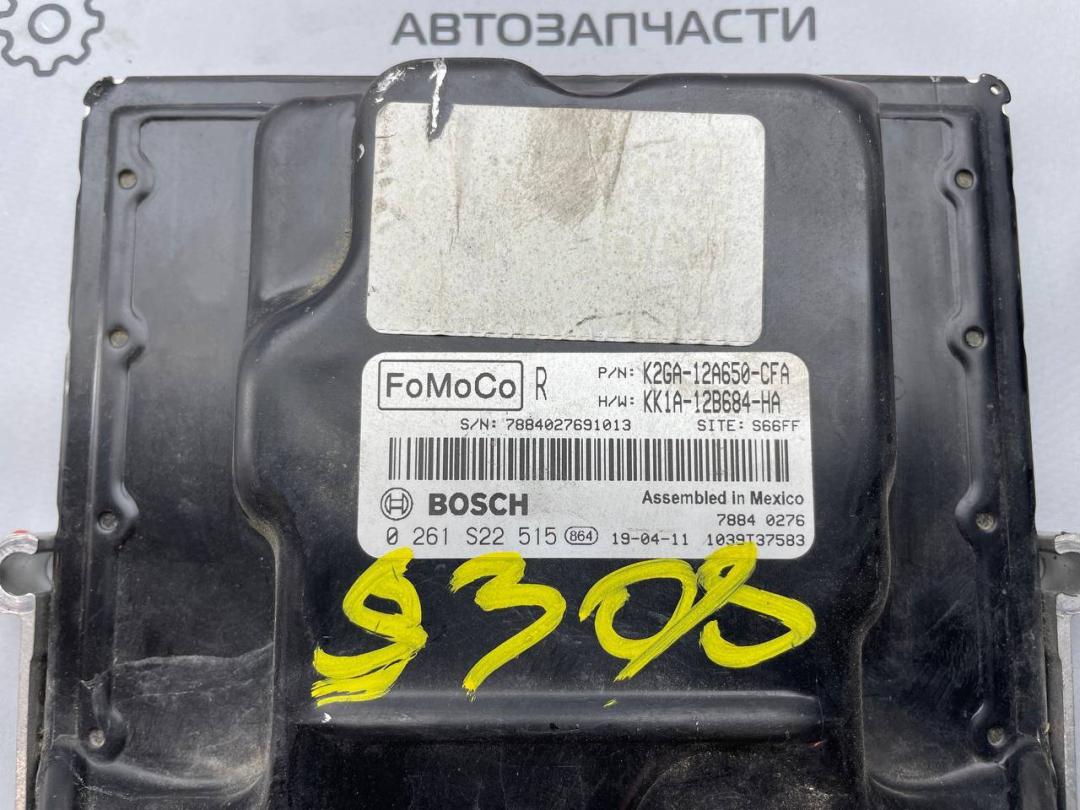 АВТОЗАПЧАСТИ
FoMoCo R P/N: K2GA-12A650-CFA
H/W: KK1A-12B684-HA
S/N: 7884027691013 SITE: S66FF
BOSCH Assembled in Mexico
7884 0276
0 261 S22 515 864 19-04-11 1039T37583